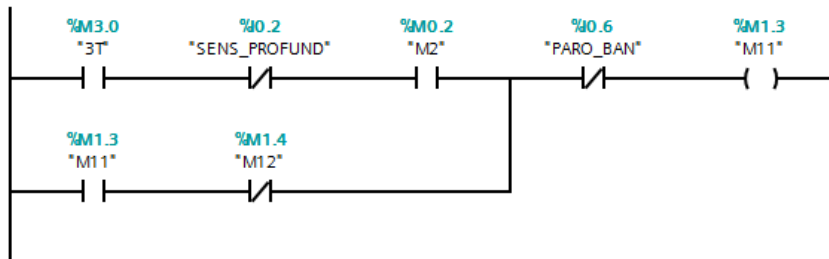 %M3.0 %I0.2 %M0.2 %I0.6 %M1.3
"3T" "SENS_PROFUND" "M2" "PARO_BAN" "M11"
%M1.3 %M1.4
"M11" "M12"